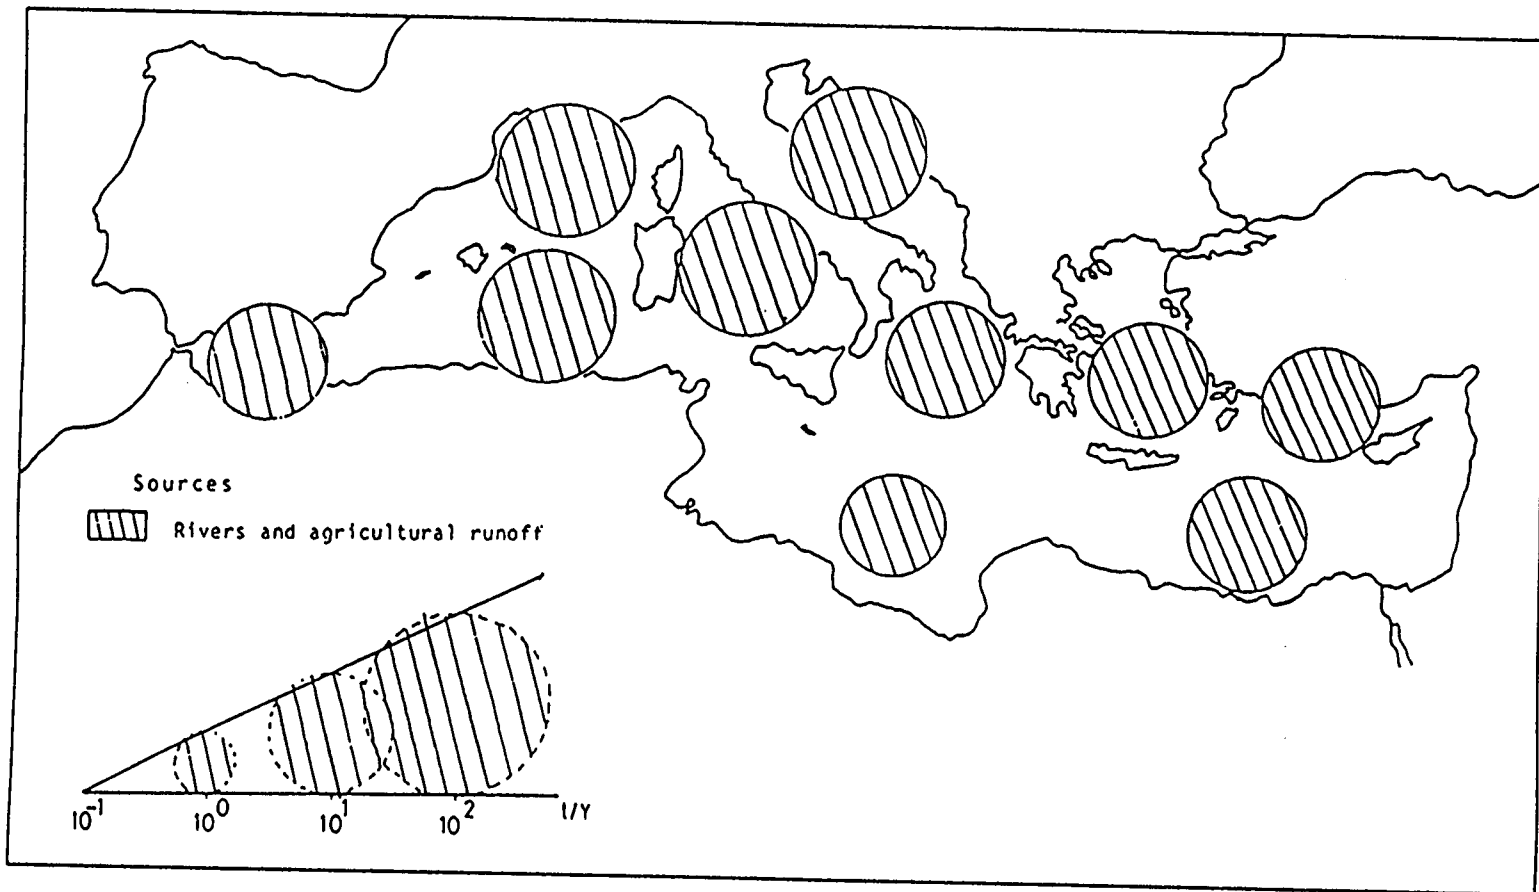 Sources
Rivers and agricultural runoff
10⁻¹ 10⁰ 10¹ 10² t/Y